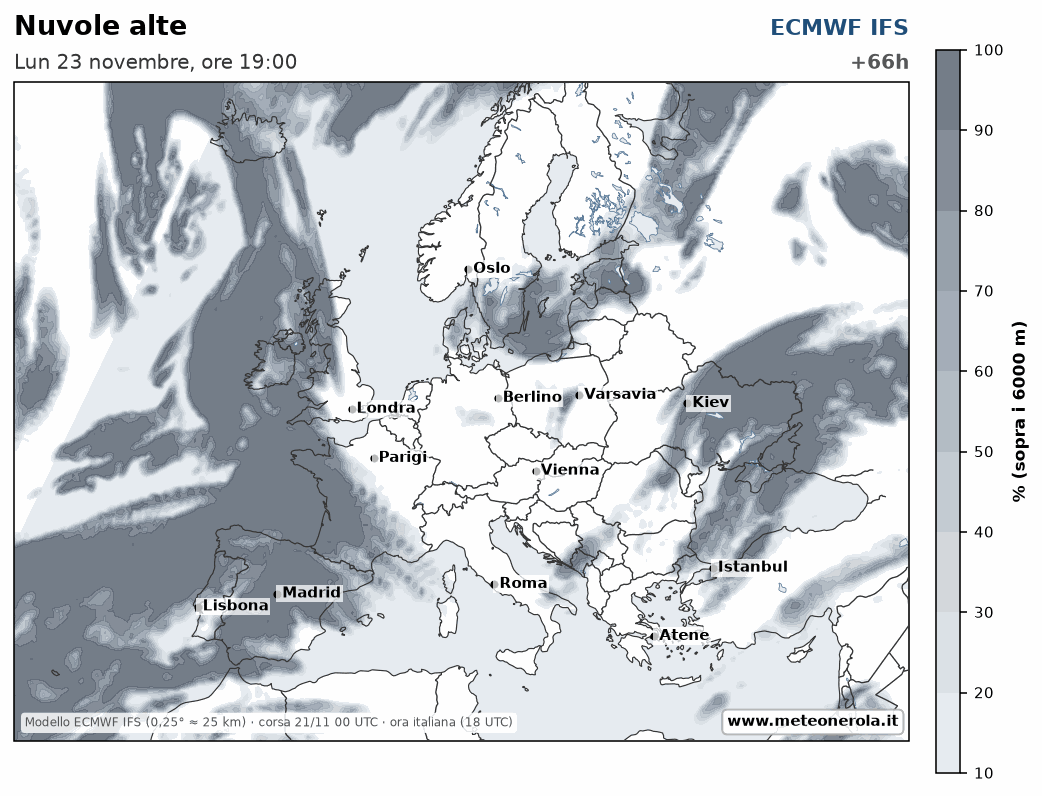 Nuvole alte
ECMWF IFS
Lun 23 novembre, ore 19:00
+66h
100
90
80
70
60
50
40
30
20
10
% (sopra i 6000 m)
Oslo
Berlino
Varsavia
Kiev
Londra
Parigi
Vienna
Istanbul
Roma
Madrid
Lisbona
Atene
Modello ECMWF IFS (0,25° ≈ 25 km) · corsa 21/11 00 UTC · ora italiana (18 UTC)
www.meteonerola.it